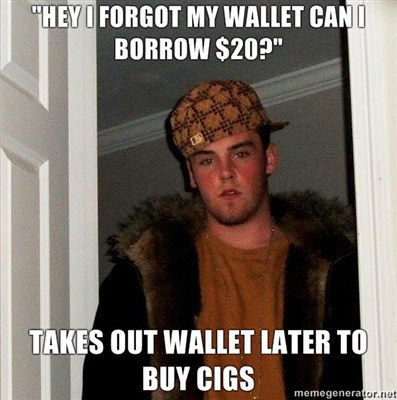 "HEY I FORGOT MY WALLET CAN I
BORROW $20?"
TAKES OUT WALLET LATER TO
BUY CIGS
memegenerator.net